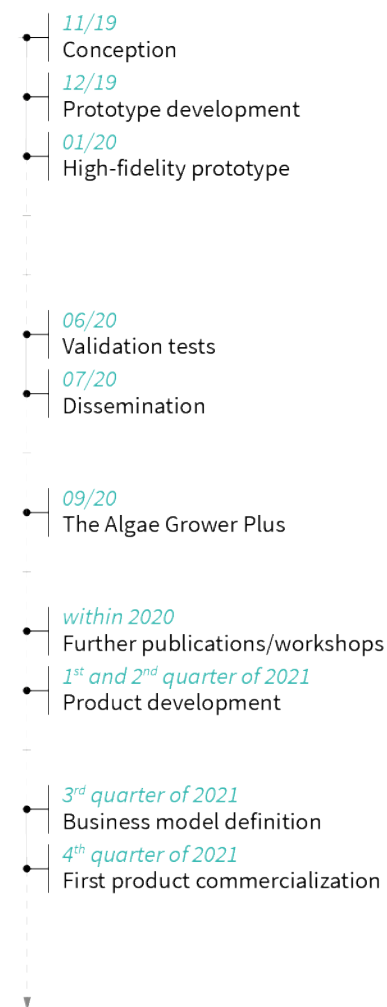 11/19
Conception
12/19
Prototype development
01/20
High-fidelity prototype
06/20
Validation tests
07/20
Dissemination
09/20
The Algae Grower Plus
within 2020
Further publications/workshops
1st and 2nd quarter of 2021
Product development
3rd quarter of 2021
Business model definition
4th quarter of 2021
First product commercialization